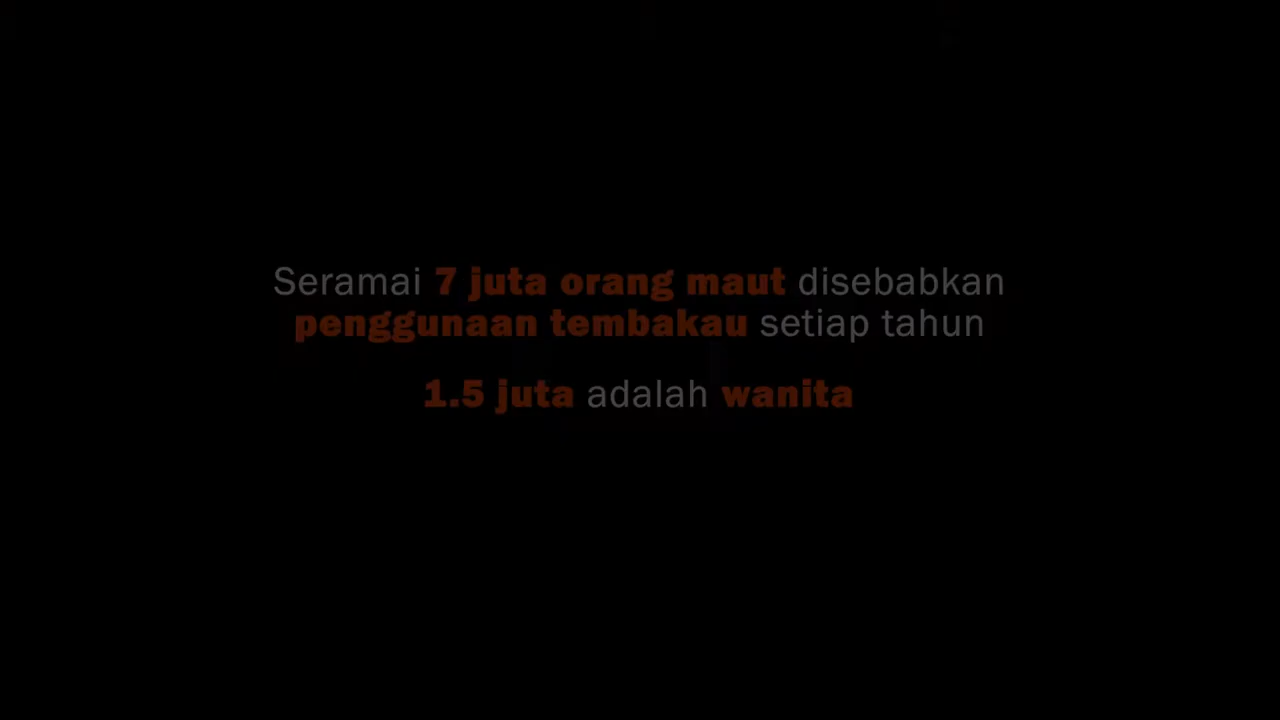 Seramai 7 juta orang maut disebabkan
penggunaan tembakau setiap tahun
1.5 juta adalah wanita